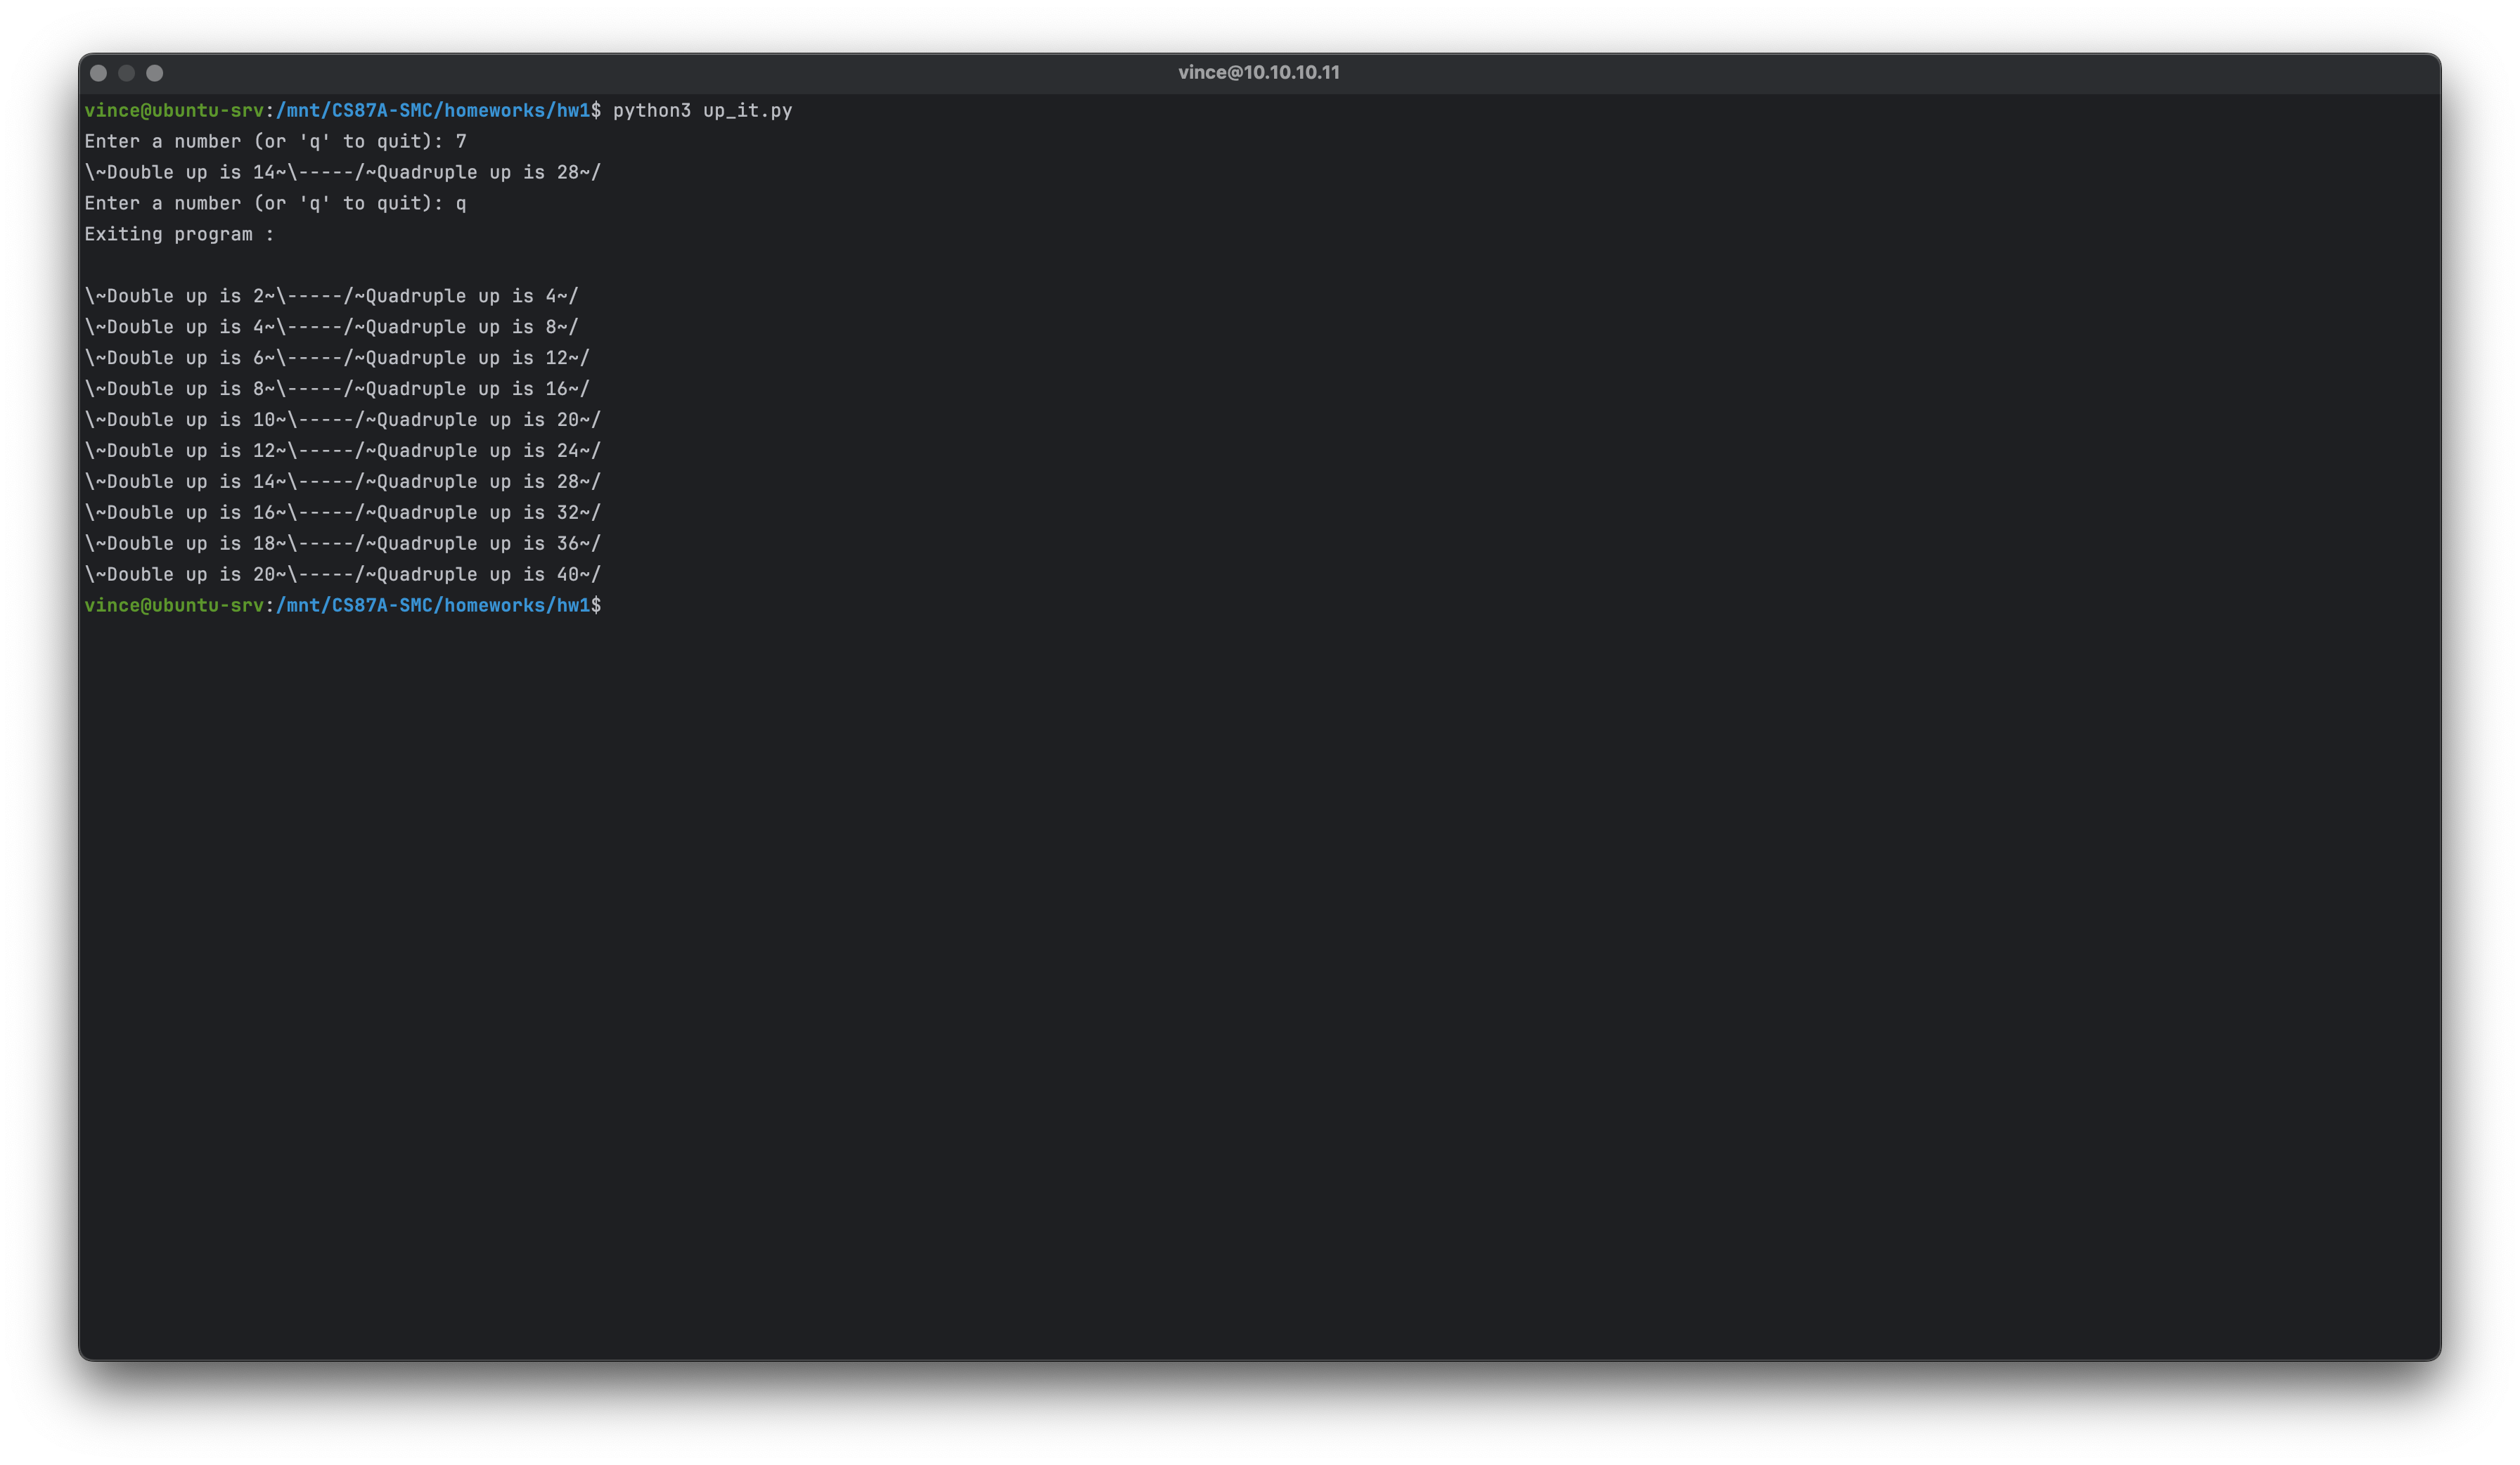 vince@10.10.10.11
vince@ubuntu-srv:/mnt/CS87A-SMC/homeworks/hw1$ python3 up_it.py
Enter a number (or 'q' to quit): 7
\~Double up is 14~\-----/~Quadruple up is 28~/
Enter a number (or 'q' to quit): q
Exiting program :
\~Double up is 2~\-----/~Quadruple up is 4~/
\~Double up is 4~\-----/~Quadruple up is 8~/
\~Double up is 6~\-----/~Quadruple up is 12~/
\~Double up is 8~\-----/~Quadruple up is 16~/
\~Double up is 10~\-----/~Quadruple up is 20~/
\~Double up is 12~\-----/~Quadruple up is 24~/
\~Double up is 14~\-----/~Quadruple up is 28~/
\~Double up is 16~\-----/~Quadruple up is 32~/
\~Double up is 18~\-----/~Quadruple up is 36~/
\~Double up is 20~\-----/~Quadruple up is 40~/
vince@ubuntu-srv:/mnt/CS87A-SMC/homeworks/hw1$